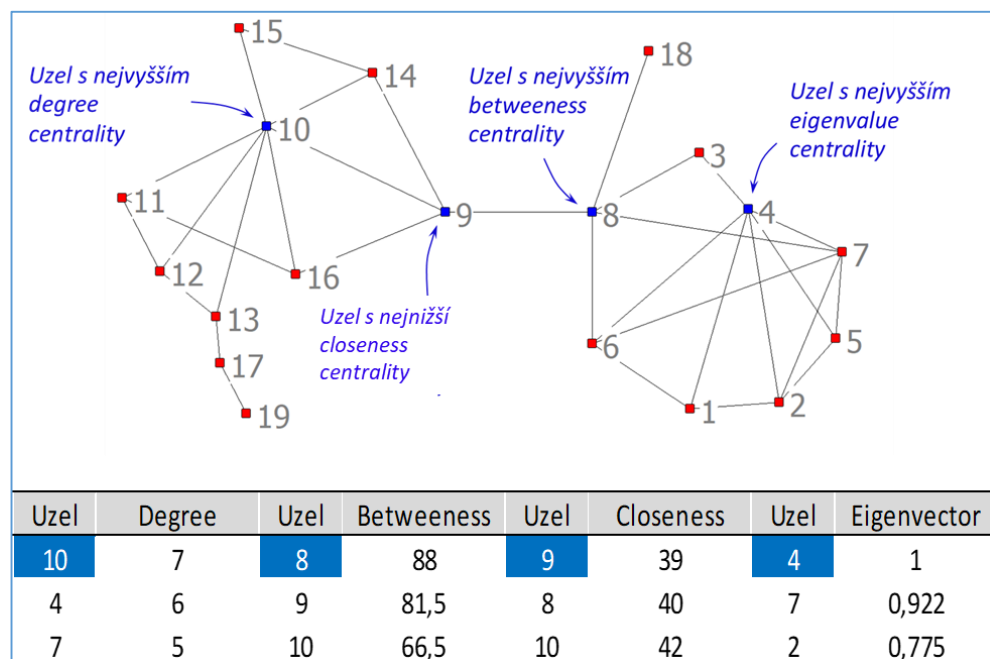 15
14
18
Uzel s nejvyšším
degree
centrality
10
Uzel s nejvyšším
betweeness
centrality
Uzel s nejvyšším
eigenvalue
centrality
3
11
9
8
4
7
12
16
13
Uzel s nejnižší
closeness
centrality
6
5
17
19
1
2
Uzel Degree Uzel Betweeness Uzel Closeness Uzel Eigenvector
10 7 8 88 9 39 4 1
4 6 9 81,5 8 40 7 0,922
7 5 10 66,5 10 42 2 0,775